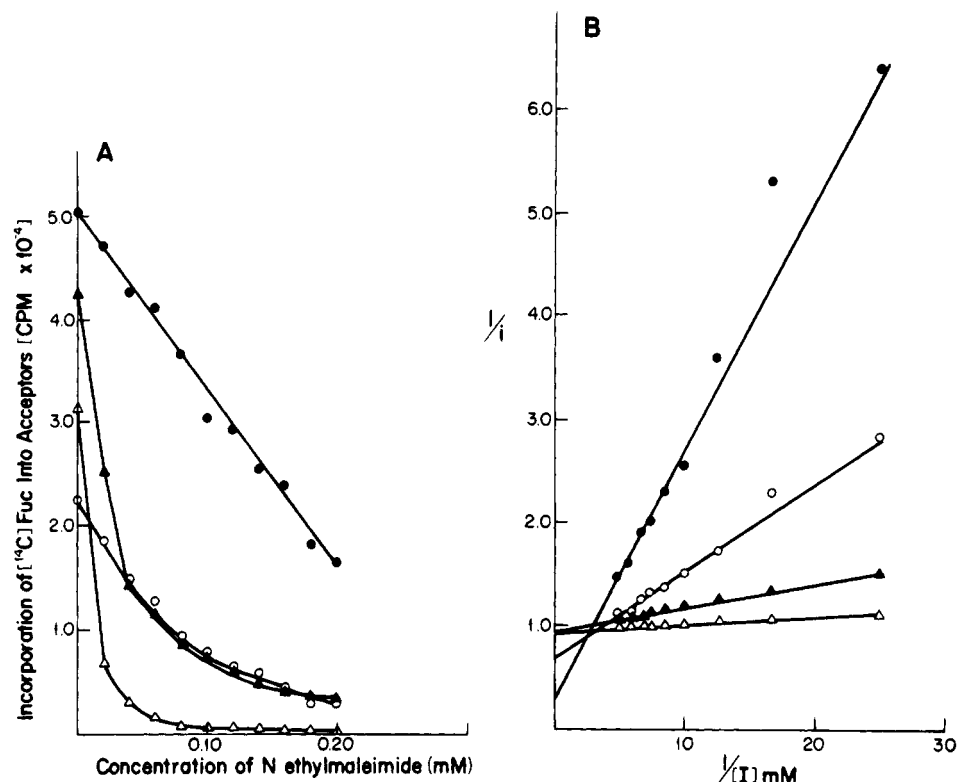 A
Incorporation of [¹⁴C] Fuc Into Acceptors [CPM x 10⁻⁴]
5.0
4.0
3.0
2.0
1.0
0.10
0.20
Concentration of N ethylmaleimide (mM)
B
1/i
6.0
5.0
4.0
3.0
2.0
1.0
10
20
30
1/[I] mM